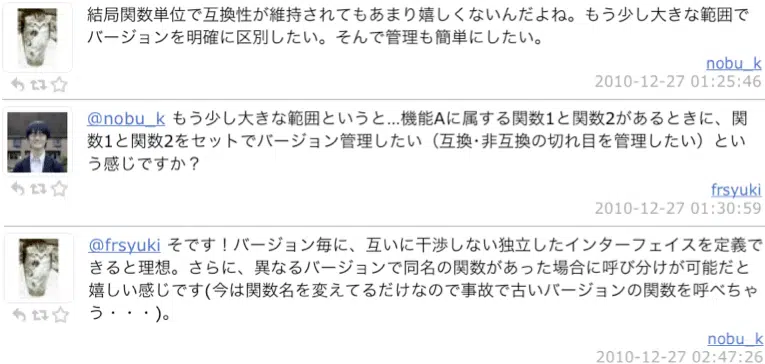 結局関数単位で互換性が維持されてもあまり嬉しくないんだよね。もう少し大きな範囲で
バージョンを明確に区別したい。そんで管理も簡単にしたい。
nobu_k
2010-12-27 01:25:46
@nobu_k もう少し大きな範囲というと…機能Aに属する関数1と関数2があるときに、関
数1と関数2をセットでバージョン管理したい（互換･非互換の切れ目を管理したい）とい
う感じですか？
frsyuki
2010-12-27 01:30:59
@frsyuki そです！バージョン毎に、互いに干渉しない独立したインターフェイスを定義で
きると理想。さらに、異なるバージョンで同名の関数があった場合に呼び分けが可能だと
嬉しい感じです(今は関数名を変えてるだけなので事故で古いバージョンの関数を呼べちゃ
う・・・)。
nobu_k
2010-12-27 02:47:26